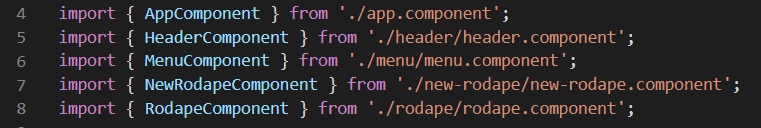 4 import { AppComponent } from './app.component';
5 import { HeaderComponent } from './header/header.component';
6 import { MenuComponent } from './menu/menu.component';
7 import { NewRodapeComponent } from './new-rodape/new-rodape.component';
8 import { RodapeComponent } from './rodape/rodape.component';